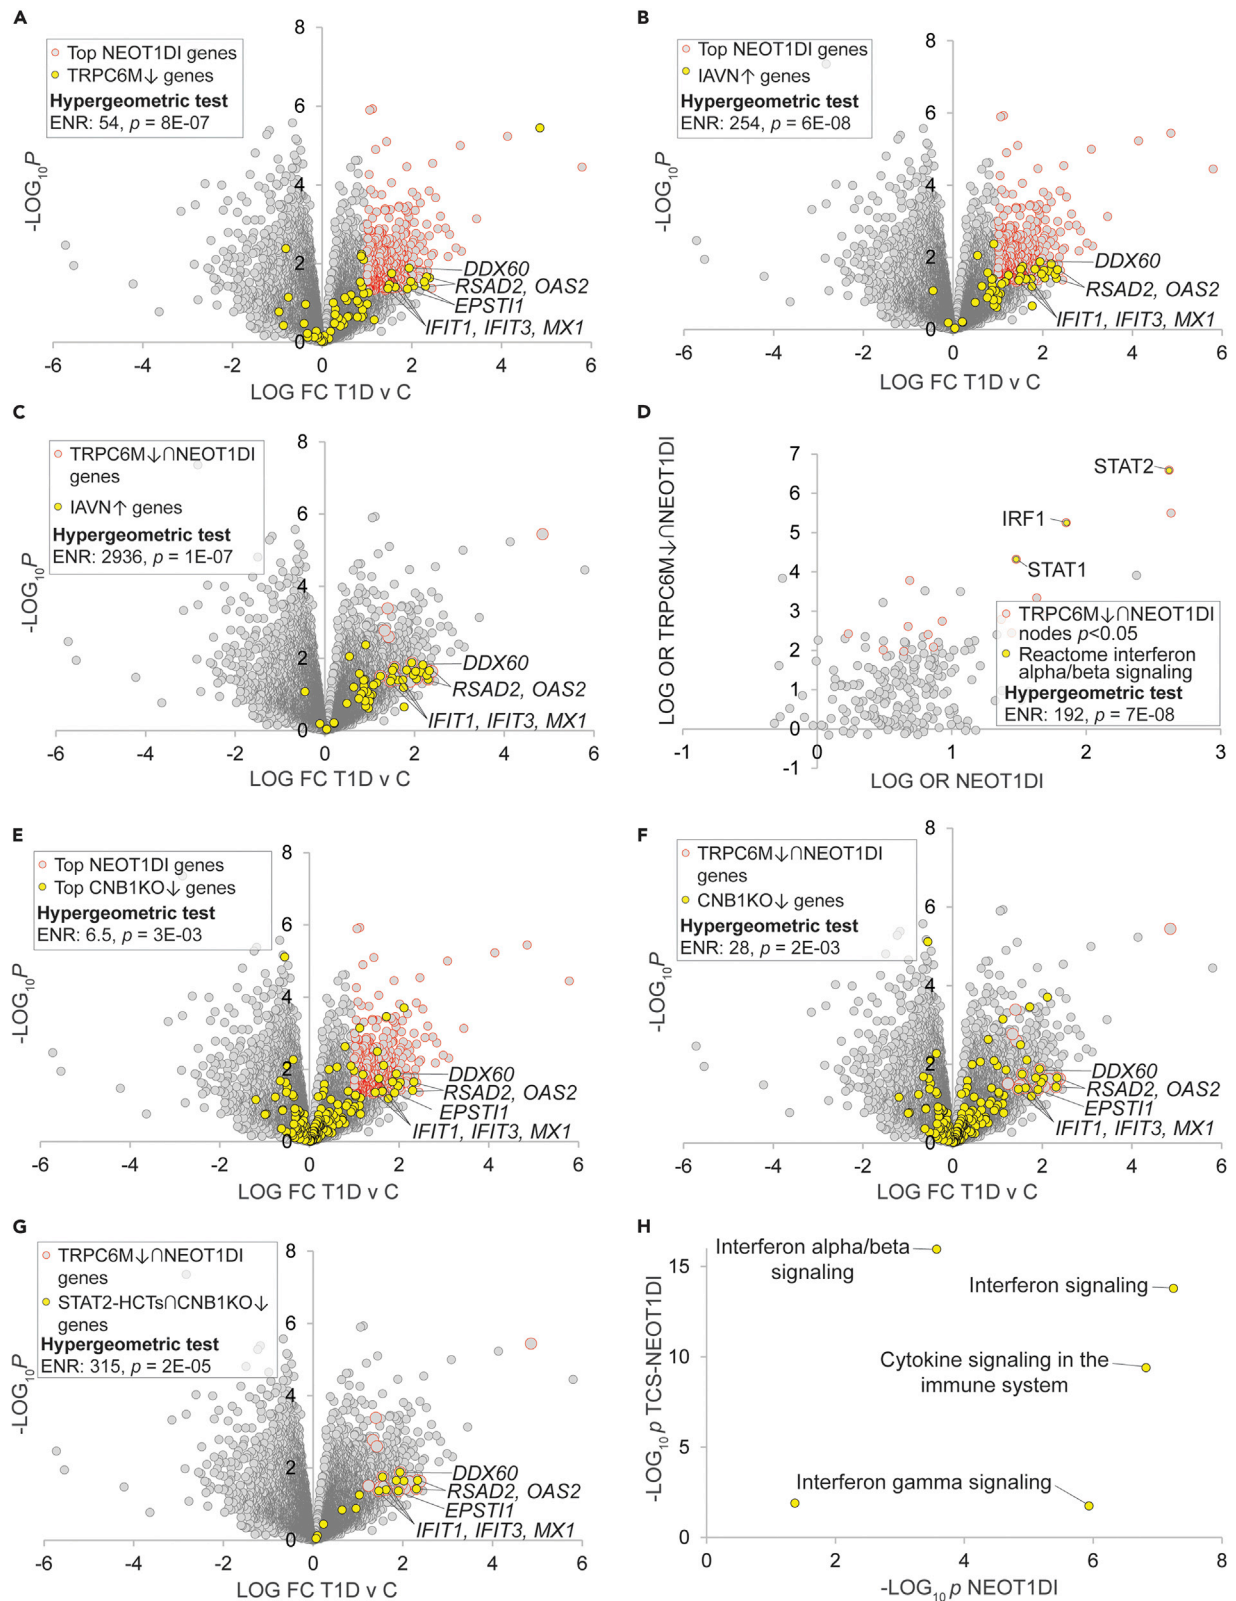 A
Top NEOT1DI genes
TRPC6M↓ genes
Hypergeometric test
ENR: 54, p = 8E-07
8
6
4
2
0
-LOG10P
DDX60
RSAD2, OAS2
EPSTI1
IFIT1, IFIT3, MX1
-6 -4 -2 0 2 4 6
LOG FC T1D v C
B
Top NEOT1DI genes
IAVN↑ genes
Hypergeometric test
ENR: 254, p = 6E-08
8
6
4
2
0
-LOG10P
DDX60
RSAD2, OAS2
IFIT1, IFIT3, MX1
-6 -4 -2 0 2 4 6
LOG FC T1D v C
C
TRPC6M↓∩NEOT1DI
genes
IAVN↑ genes
Hypergeometric test
ENR: 2936, p = 1E-07
8
6
4
2
0
-LOG10P
DDX60
RSAD2, OAS2
IFIT1, IFIT3, MX1
-6 -4 -2 0 2 4 6
LOG FC T1D v C
D
LOG OR TRPC6M↓∩NEOT1DI
7
6
5
4
3
2
1
0
-1
STAT2
IRF1
STAT1
TRPC6M↓∩NEOT1DI
nodes p<0.05
Reactome interferon
alpha/beta signaling
Hypergeometric test
ENR: 192, p = 7E-08
-1 0 1 2 3
LOG OR NEOT1DI
E
Top NEOT1DI genes
Top CNB1KO↓ genes
Hypergeometric test
ENR: 6.5, p = 3E-03
8
6
4
2
0
-LOG10P
DDX60
RSAD2, OAS2
EPSTI1
IFIT1, IFIT3, MX1
-6 -4 -2 0 2 4 6
LOG FC T1D v C
F
TRPC6M↓∩NEOT1DI
genes
CNB1KO↓ genes
Hypergeometric test
ENR: 28, p = 2E-03
8
6
4
2
0
-LOG10P
DDX60
RSAD2, OAS2
EPSTI1
IFIT1, IFIT3, MX1
-6 -4 -2 0 2 4 6
LOG FC T1D v C
G
TRPC6M↓∩NEOT1DI
genes
STAT2-HCTs∩CNB1KO↓
genes
Hypergeometric test
ENR: 315, p = 2E-05
8
6
4
2
0
-LOG10P
DDX60
RSAD2, OAS2
EPSTI1
IFIT1, IFIT3, MX1
-6 -4 -2 0 2 4 6
LOG FC T1D v C
H
-LOG10 p TCS-NEOT1DI
15
10
5
0
Interferon alpha/beta
signaling
Interferon signaling
Cytokine signaling in the
immune system
Interferon gamma signaling
0 2 4 6 8
-LOG10 p NEOT1DI